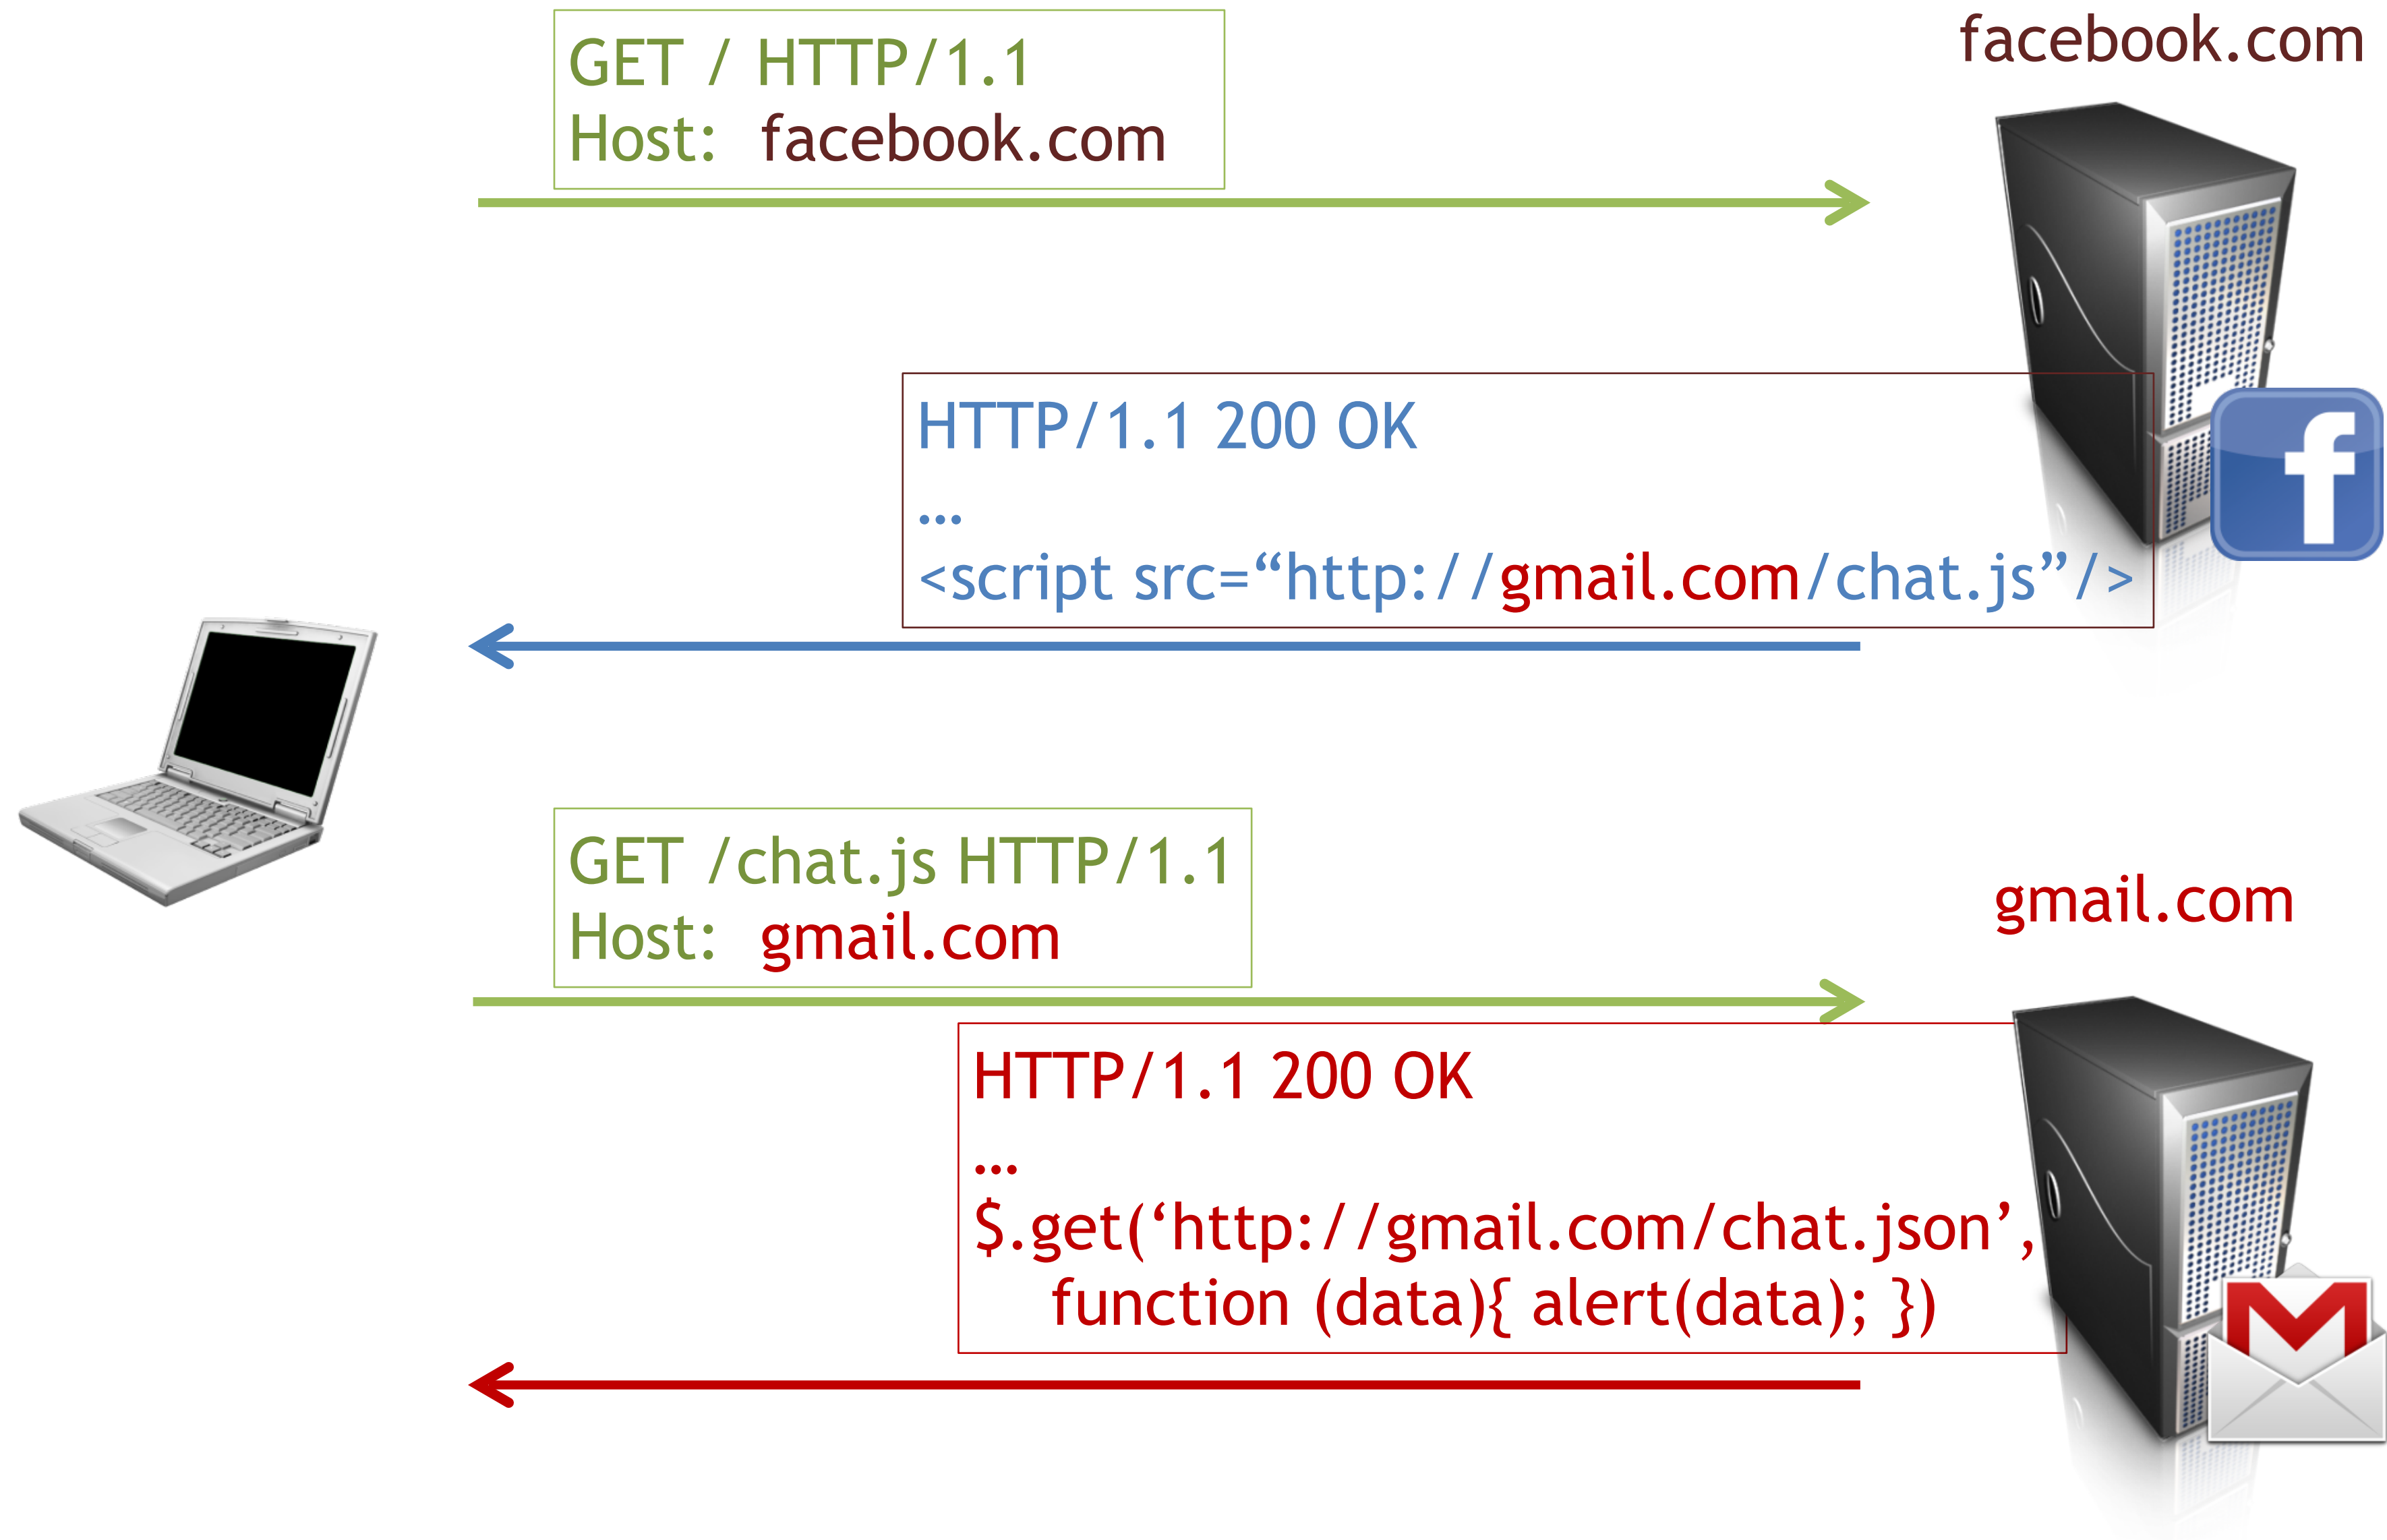 GET / HTTP/1.1
Host: facebook.com
facebook.com
HTTP/1.1 200 OK
…
<script src=“http://gmail.com/chat.js”/>
f
GET /chat.js HTTP/1.1
Host: gmail.com
gmail.com
HTTP/1.1 200 OK
…
$.get(‘http://gmail.com/chat.json’,
function (data){ alert(data); })